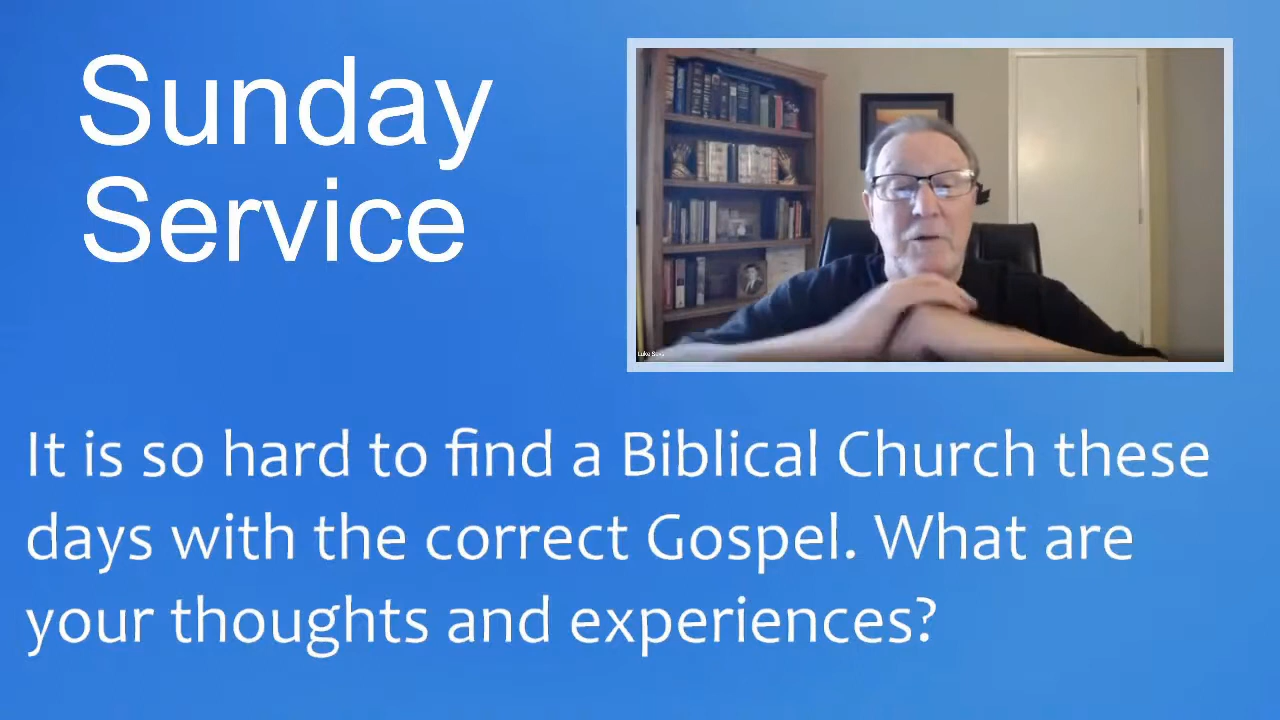 Sunday
Service
It is so hard to find a Biblical Church these
days with the correct Gospel. What are
your thoughts and experiences?